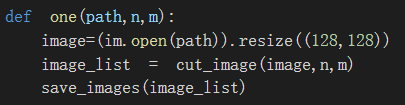 def one(path,n,m):
    image=(im.open(path)).resize((128,128))
    image_list = cut_image(image,n,m)
    save_images(image_list)